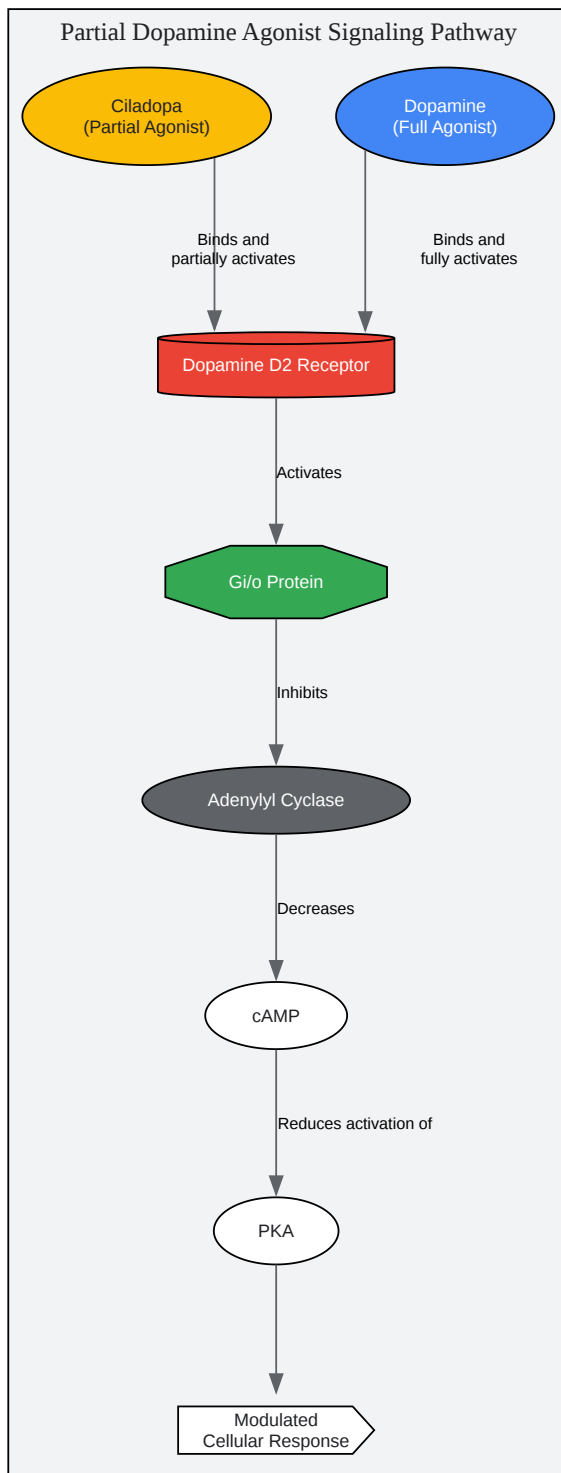 Partial Dopamine Agonist Signaling Pathway
Ciladopa
(Partial Agonist)
Dopamine
(Full Agonist)
Binds and
partially activates
Binds and
fully activates
Dopamine D2 Receptor
Activates
Gi/o Protein
Inhibits
Adenylyl Cyclase
Decreases
cAMP
Reduces activation of
PKA
Modulated
Cellular Response